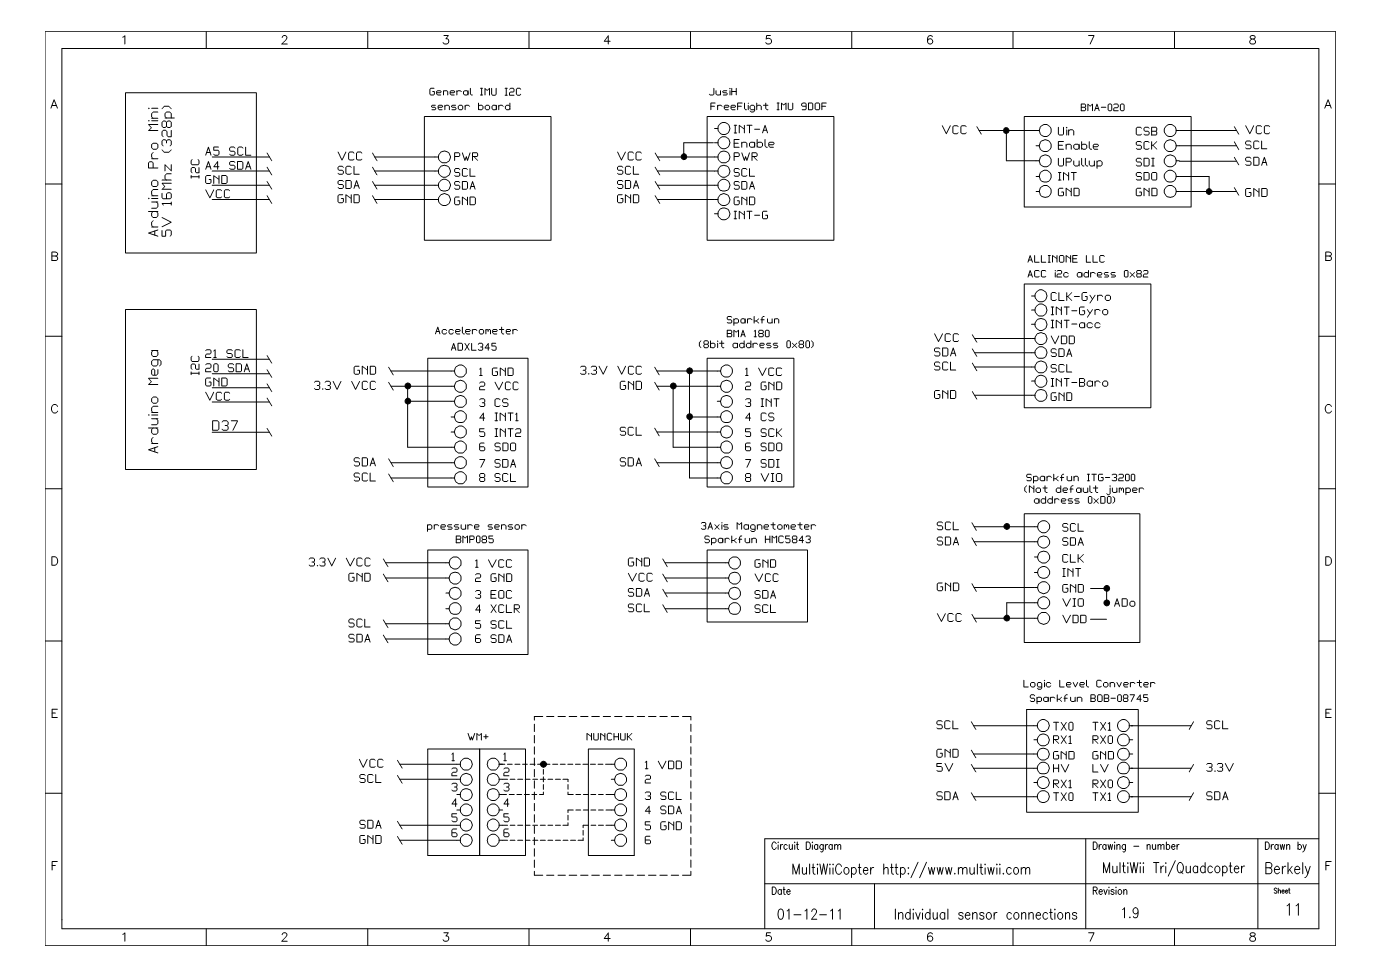 1 2 3 4 5 6 7 8
A
B
C
D
E
F
Arduino Pro Mini
5V 16Mhz (328p)
I2C
A5 SCL
A4 SDA
GND
VCC
General IMU I2C
sensor board
VCC PWR
SCL SCL
SDA SDA
GND GND
JusiH
FreeFlight IMU 9DOF
INT-A
Enable
VCC PWR
SCL SCL
SDA SDA
GND GND
INT-G
BMA-020
VCC Uin CSB VCC
Enable SCK SCL
UPullup SDI SDA
INT SDO
GND GND GND
ALLINONE LLC
ACC i2c adress 0x82
CLK-Gyro
INT-Gyro
INT-acc
VCC VDD
SDA SDA
SCL SCL
INT-Baro
GND GND
Arduino Mega
I2C
21 SCL
20 SDA
GND
VCC
D37
Accelerometer
ADXL345
GND 1 GND
3.3V VCC 2 VCC
3 CS
4 INT1
5 INT2
6 SDO
SDA 7 SDA
SCL 8 SCL
Sparkfun
BMA 180
(8bit address 0x80)
3.3V VCC 1 VCC
GND 2 GND
3 INT
4 CS
SCL 5 SCK
6 SDO
SDA 7 SDI
8 VIO
Sparkfun ITG-3200
(Not default jumper
address 0xD0)
SCL SCL
SDA SDA
CLK
INT
GND GND
VIO ADo
VCC VDD
pressure sensor
BMP085
3.3V VCC 1 VCC
GND 2 GND
3 EOC
4 XCLR
SCL 5 SCL
SDA 6 SDA
3Axis Magnetometer
Sparkfun HMC5843
GND GND
VCC VCC
SDA SDA
SCL SCL
Logic Level Converter
Sparkfun BOB-08745
SCL TX0 TX1 SCL
RX1 RX0
GND GND GND
5V HV LV 3.3V
RX1 RX0
SDA TX0 TX1 SDA
WM+
VCC 1 1
SCL 2 2
3 3
4 4
SDA 5 5
GND 6 6
NUNCHUK
1 VDD
2
3 SCL
4 SDA
5 GND
6
Circuit Diagram
MultiWiiCopter http://www.multiwii.com
Drawing - number
MultiWii Tri/Quadcopter
Drawn by
Berkely
Date
01-12-11
Individual sensor connections
Revision
1.9
Sheet
11
A
B
C
D
E
F
1 2 3 4 5 6 7 8